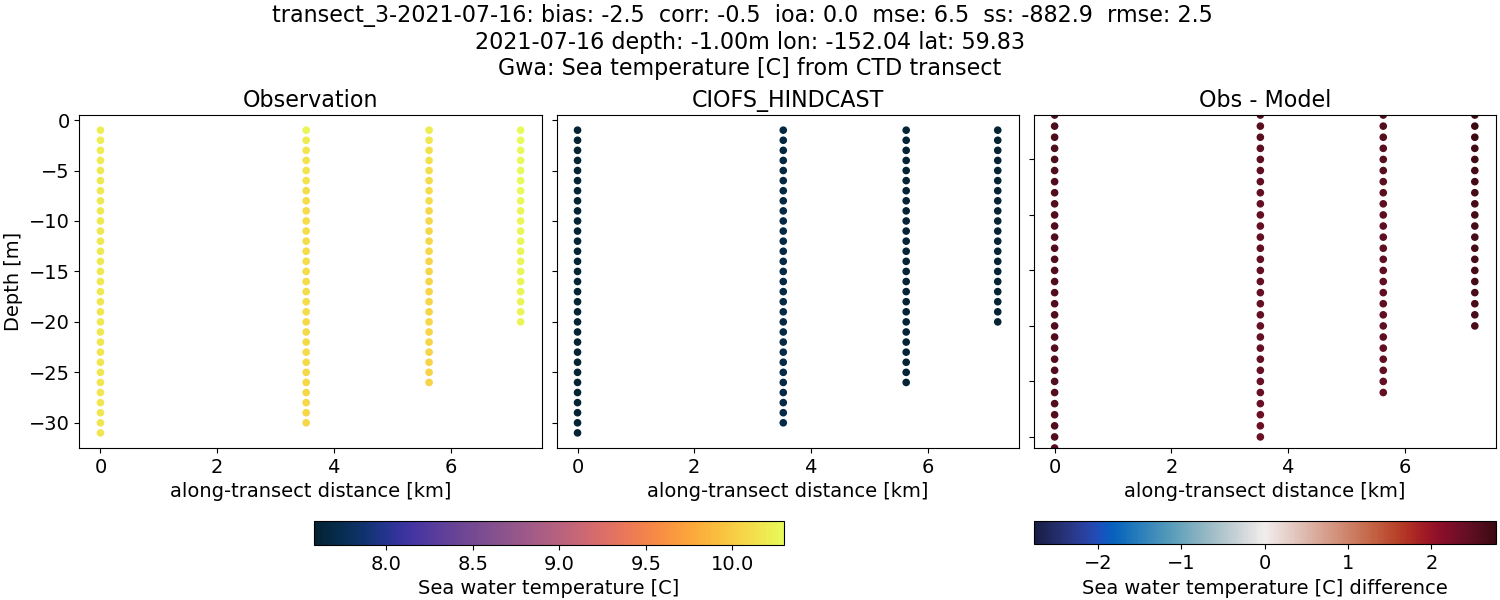 transect_3-2021-07-16: bias: -2.5  corr: -0.5  ioa: 0.0  mse: 6.5  ss: -882.9  rmse: 2.5
2021-07-16 depth: -1.00m lon: -152.04 lat: 59.83
Gwa: Sea temperature [C] from CTD transect
Observation
CIOFS_HINDCAST
Obs - Model
Depth [m]
0
−5
−10
−15
−20
−25
−30
0 2 4 6
0 2 4 6
0 2 4 6
along-transect distance [km]
along-transect distance [km]
along-transect distance [km]
8.0 8.5 9.0 9.5 10.0
Sea water temperature [C]
−2 −1 0 1 2
Sea water temperature [C] difference